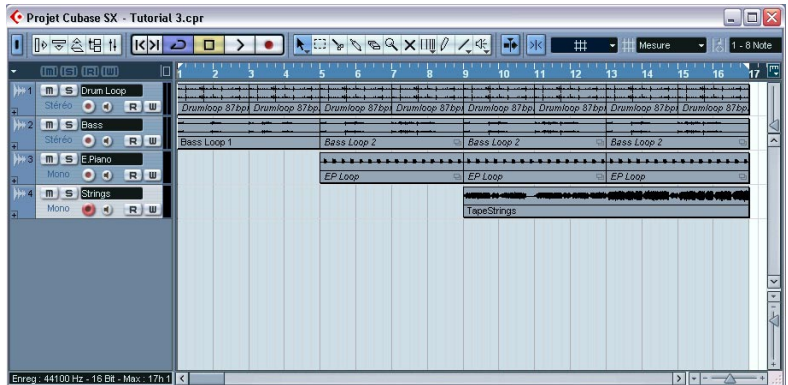 Projet Cubase SX - Tutorial 3.cpr
Mesure
1 - 8 Note
m S R W
1 2 3 4 5 6 7 8 9 10 11 12 13 14 15 16 17
1 m S Drum Loop
Stéréo R W
Drumloop 87bp Drumloop 87bp Drumloop 87bp Drumloop 87bp Drumloop 87bp Drumloop 87bp Drumloop 87bp Drumloop 87bp
2 m S Bass
Stéréo R W
Bass Loop 1 Bass Loop 2 Bass Loop 2 Bass Loop 2
3 m S E.Piano
Mono R W
EP Loop EP Loop EP Loop
4 m S Strings
Mono R W
TapeStrings
Enreg : 44100 Hz - 16 Bit - Max : 17h 1